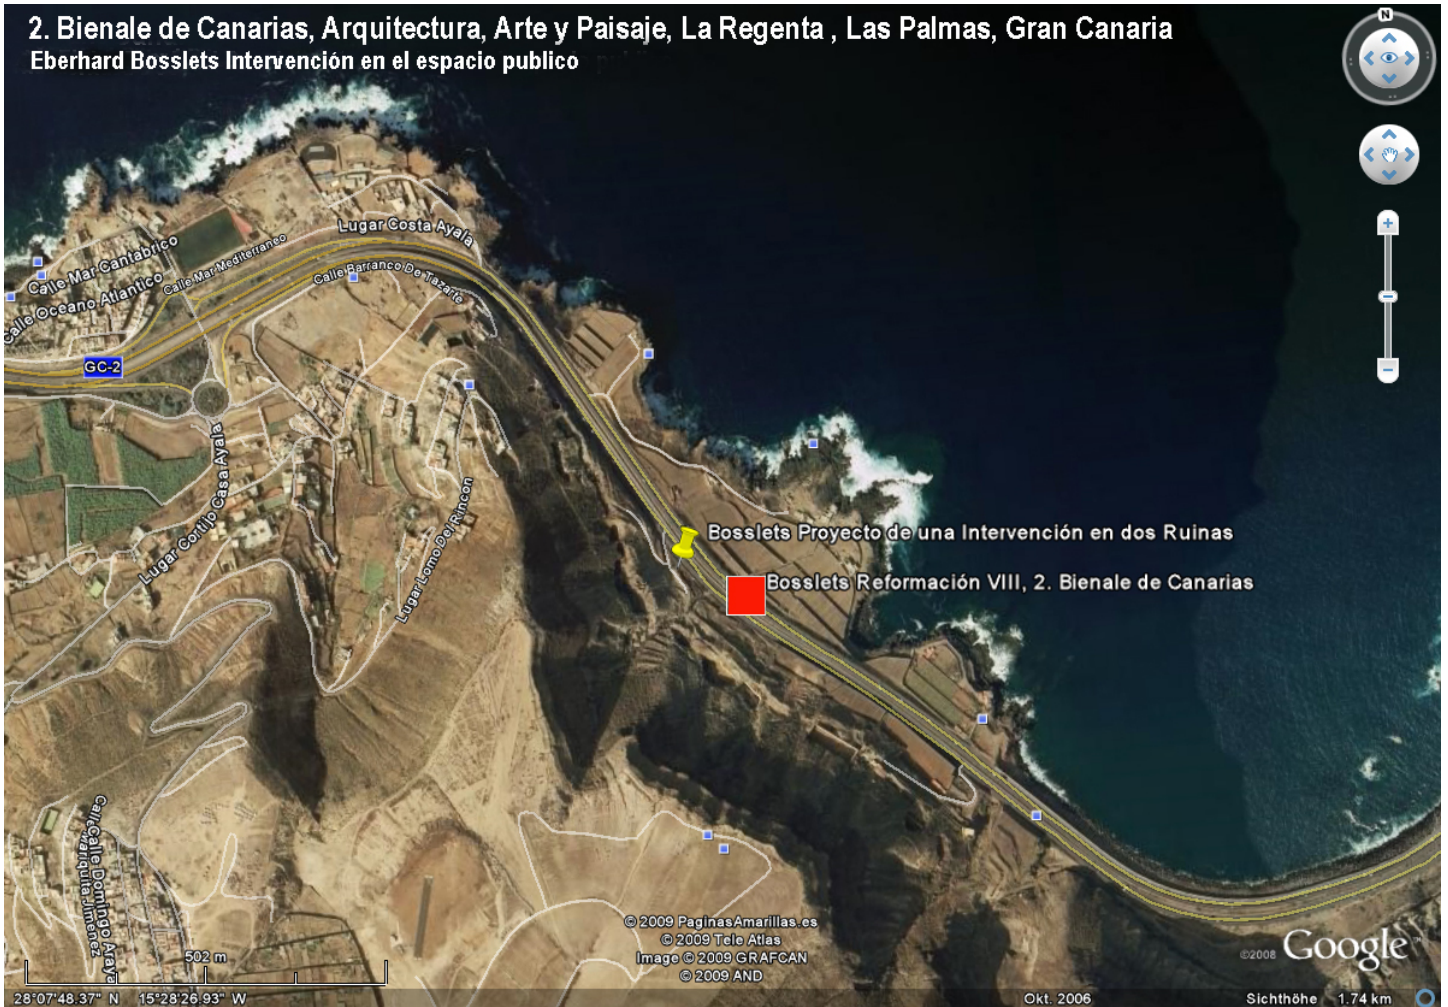 2. Bienale de Canarias, Arquitectura, Arte y Paisaje, La Regenta , Las Palmas, Gran Canaria
Eberhard Bosslets Intervención en el espacio publico
N
Lugar Costa Ayala
Calle Mar Cantabrico
Calle Mar Mediterraneo
Calle Oceano Atlantico
Calle Barranco De Tazarte
GC-2
Lugar Cortijo Casa Ayala
Lugar Lomo Del Rincon
Bosslets Proyecto de una Intervención en dos Ruinas
Bosslets Reformación VIII, 2. Bienale de Canarias
Calle Domingo Araya
Mariquita Jimenez
© 2009 PaginasAmarillas.es
© 2009 Tele Atlas
Image © 2009 GRAFCAN
© 2009 AND
©2008 Google™
502 m
28°07'48.37" N 15°28'26.93" W
Okt. 2006
Sichthöhe 1.74 km